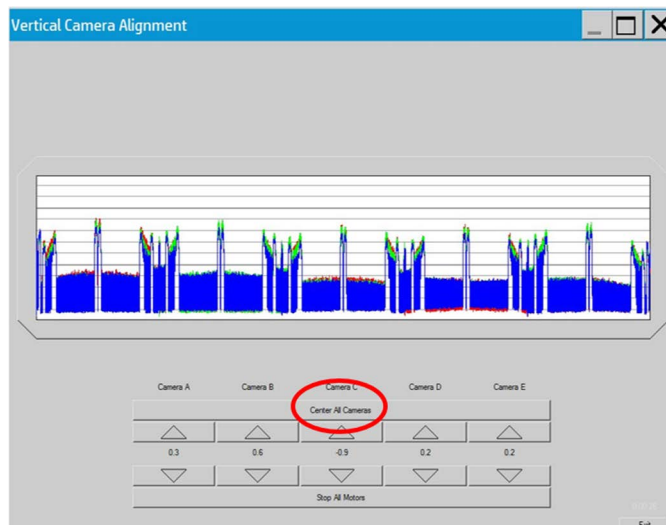 Vertical Camera Alignment
Camera A Camera B Camera C Camera D Camera E
Center All Cameras
0.3 0.6 -0.9 0.2 0.2
Stop All Motors
Exit